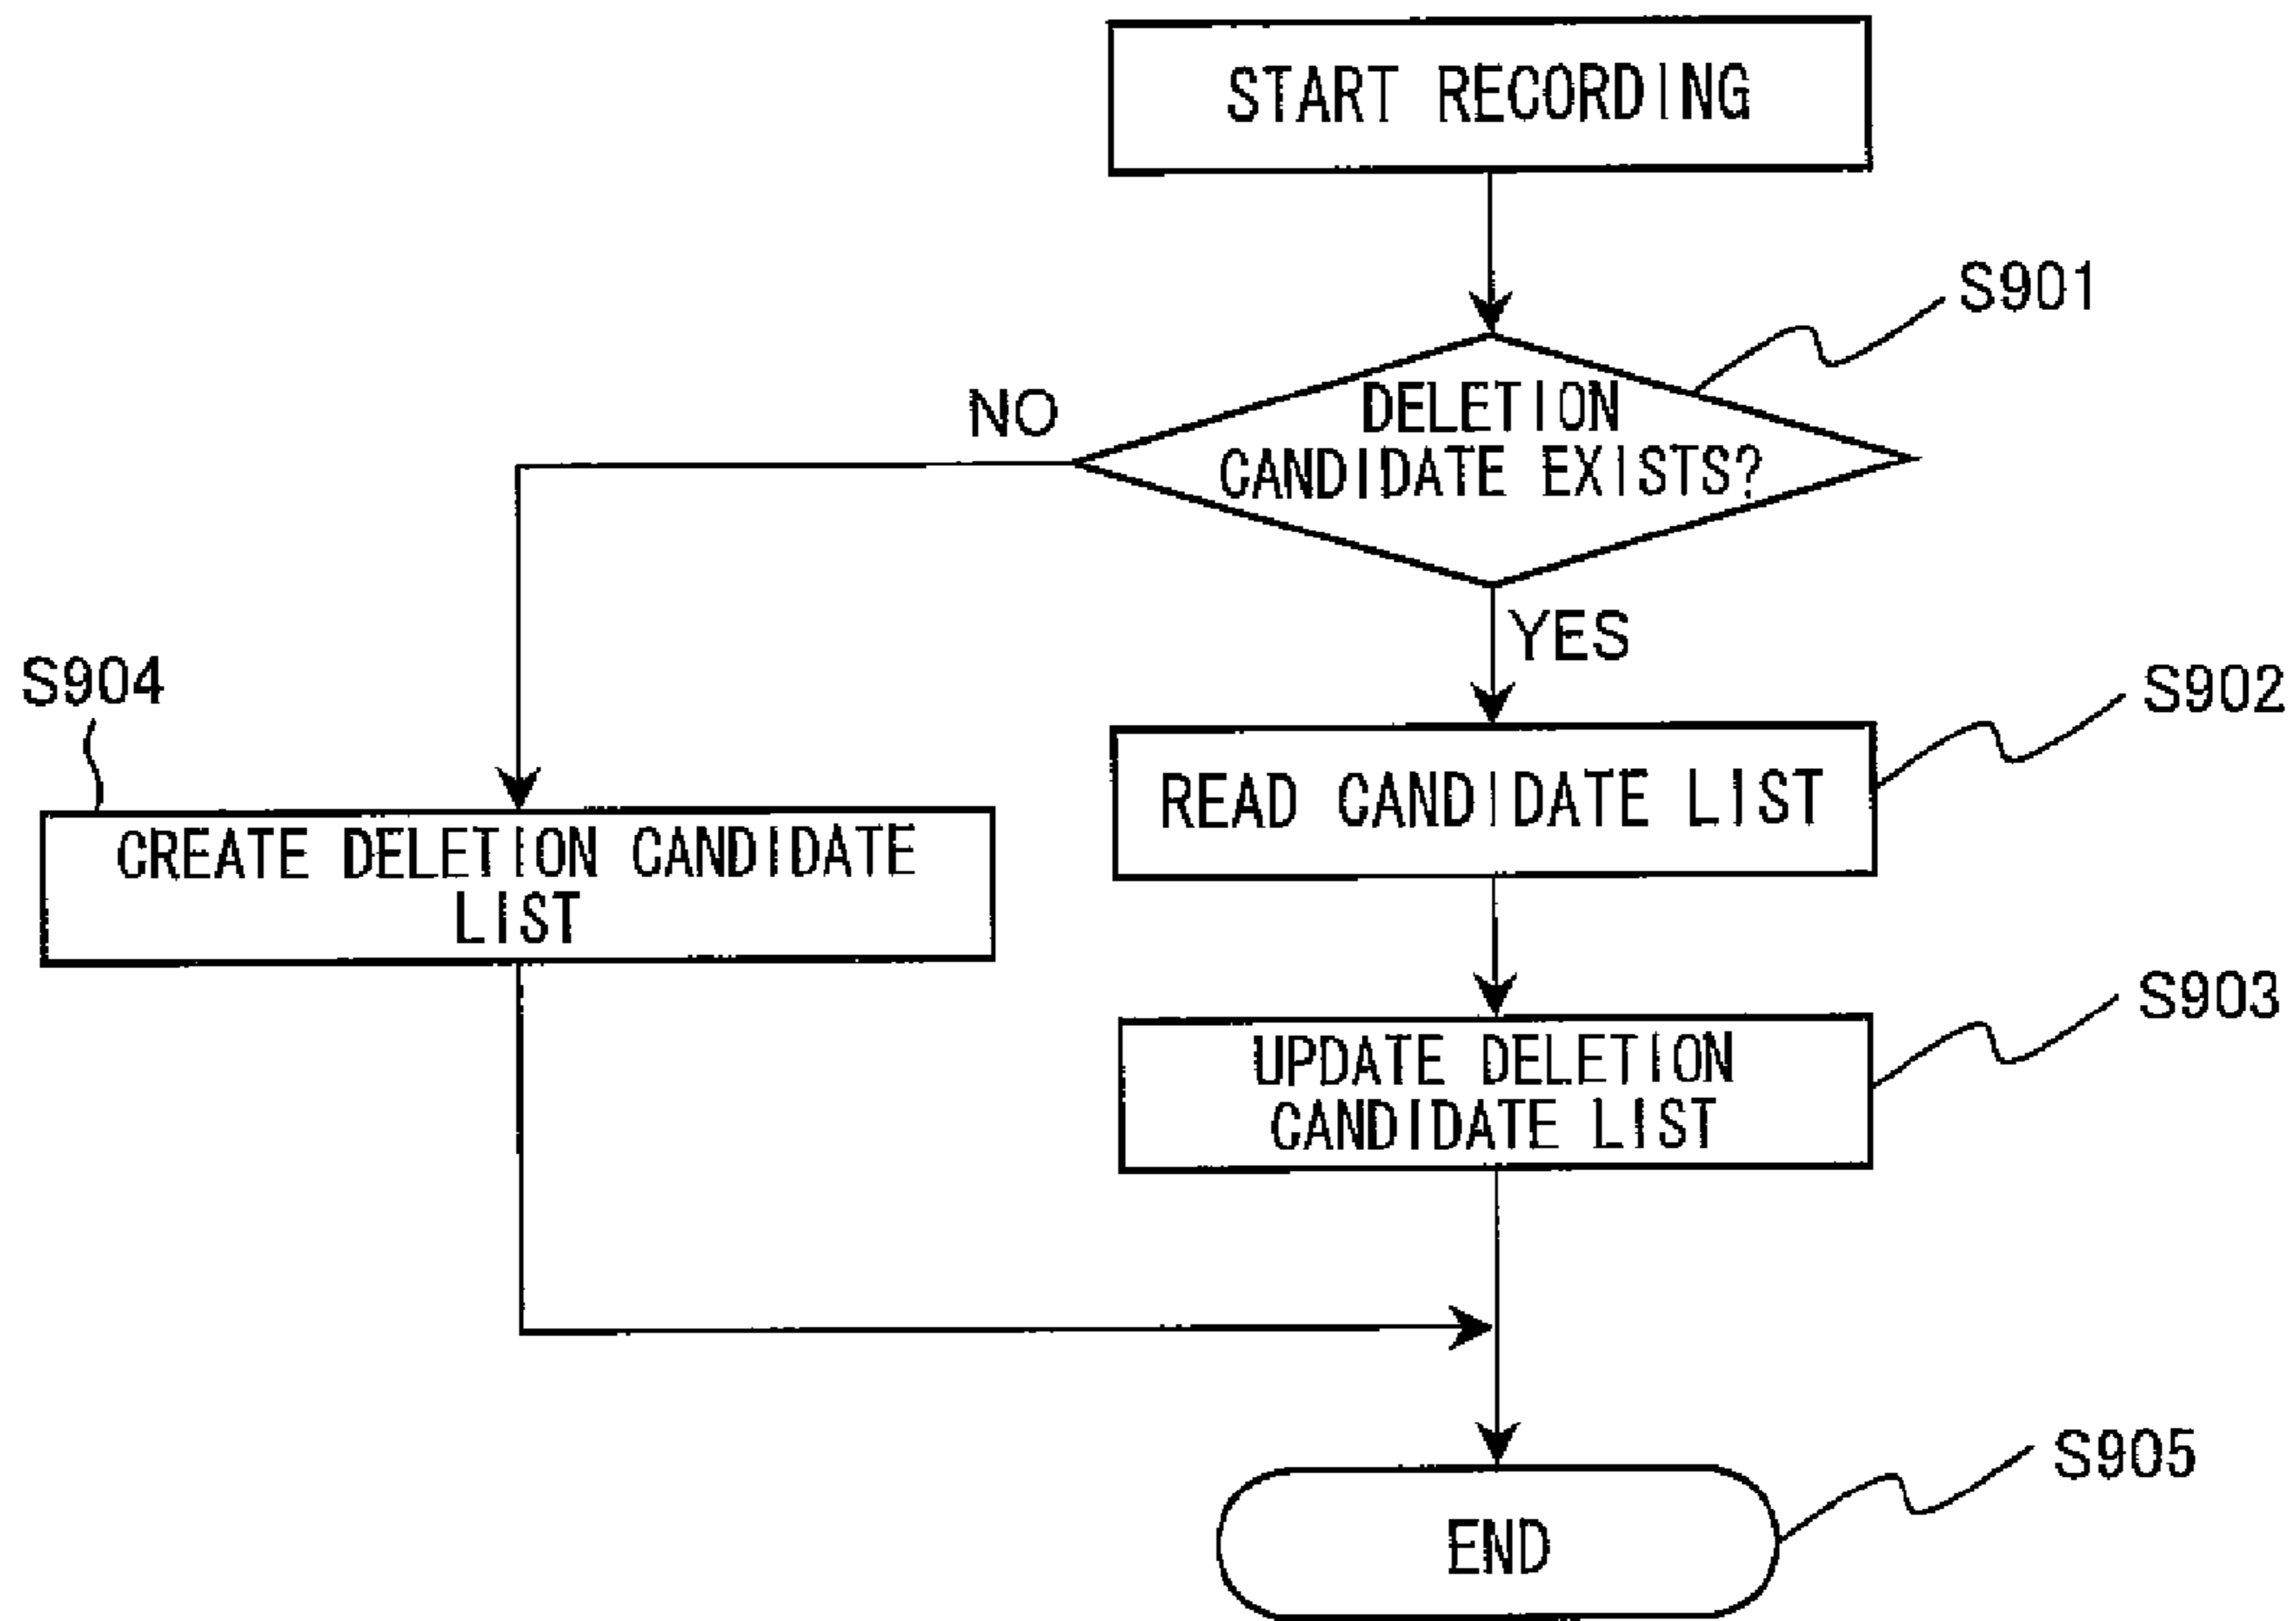 START RECORDING
S901
DELETION
CANDIDATE EXISTS?
NO
YES
S904
S902
READ CANDIDATE LIST
CREATE DELETION CANDIDATE
LIST
S903
UPDATE DELETION
CANDIDATE LIST
S905
END